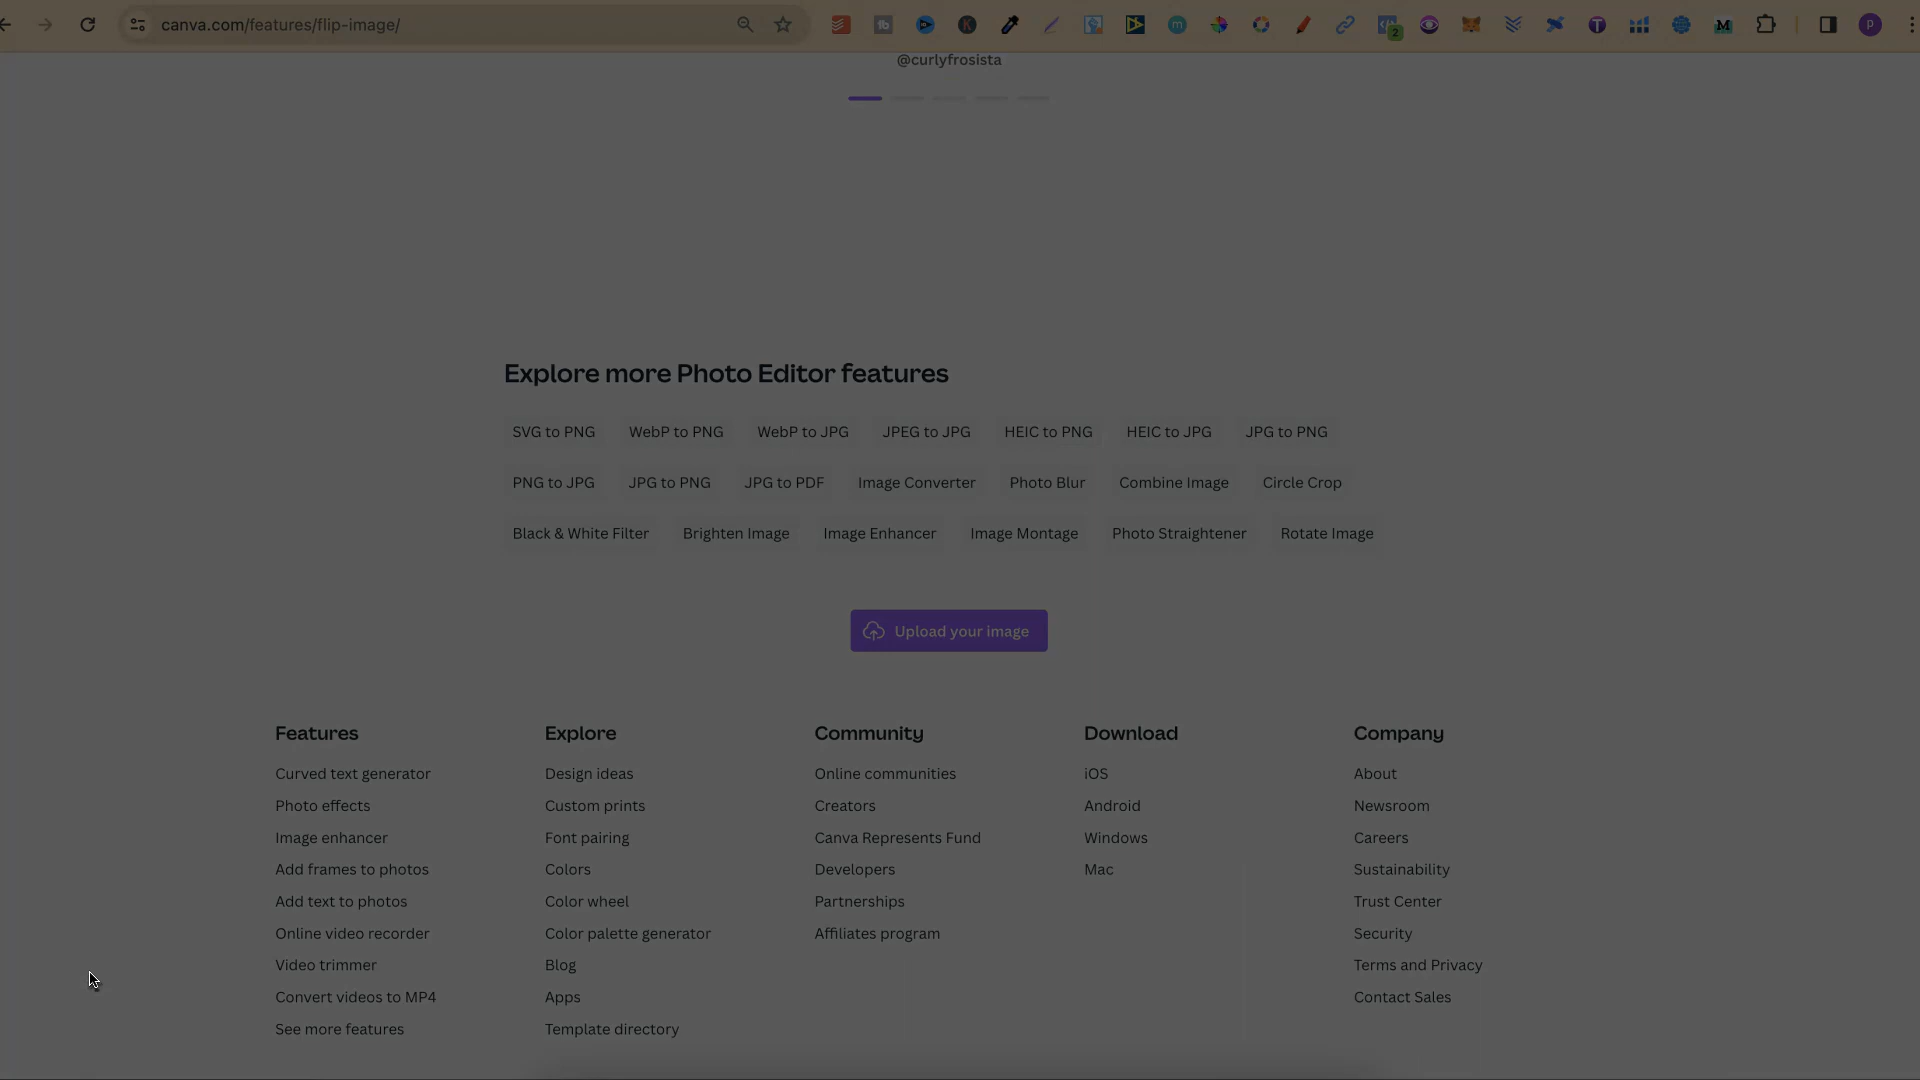 canva.com/features/flip-image/
2
P
@curlyfrosista
Explore more Photo Editor features
SVG to PNG WebP to PNG WebP to JPG JPEG to JPG HEIC to PNG HEIC to JPG JPG to PNG
PNG to JPG JPG to PNG JPG to PDF Image Converter Photo Blur Combine Image Circle Crop
Black & White Filter Brighten Image Image Enhancer Image Montage Photo Straightener Rotate Image
Upload your image
Features
Curved text generator
Photo effects
Image enhancer
Add frames to photos
Add text to photos
Online video recorder
Video trimmer
Convert videos to MP4
See more features
Explore
Design ideas
Custom prints
Font pairing
Colors
Color wheel
Color palette generator
Blog
Apps
Template directory
Community
Online communities
Creators
Canva Represents Fund
Developers
Partnerships
Affiliates program
Download
iOS
Android
Windows
Mac
Company
About
Newsroom
Careers
Sustainability
Trust Center
Security
Terms and Privacy
Contact Sales